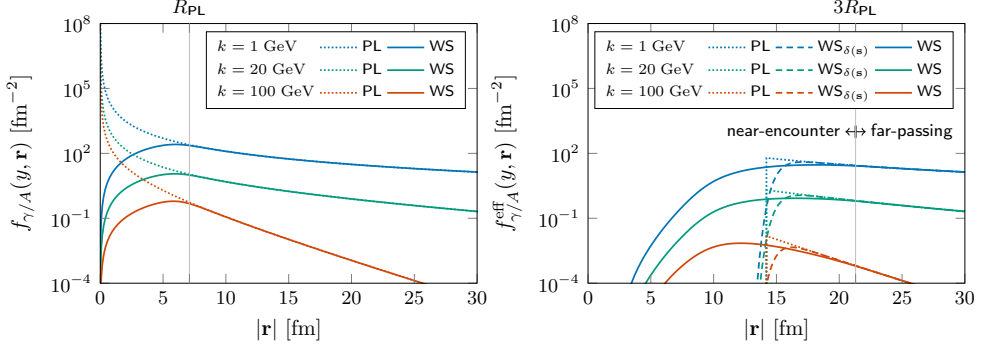 R_PL
10^8
10^5
10^2
10^−1
10^−4
f_{γ/A}(y, r) [fm^−2]
k = 1 GeV PL WS
k = 20 GeV PL WS
k = 100 GeV PL WS
0 5 10 15 20 25 30
|r| [fm]
3R_PL
10^8
10^5
10^2
10^−1
10^−4
f^eff_{γ/A}(y, r) [fm^−2]
k = 1 GeV PL WS_δ(s) WS
k = 20 GeV PL WS_δ(s) WS
k = 100 GeV PL WS_δ(s) WS
near-encounter ↔ far-passing
0 5 10 15 20 25 30
|r| [fm]